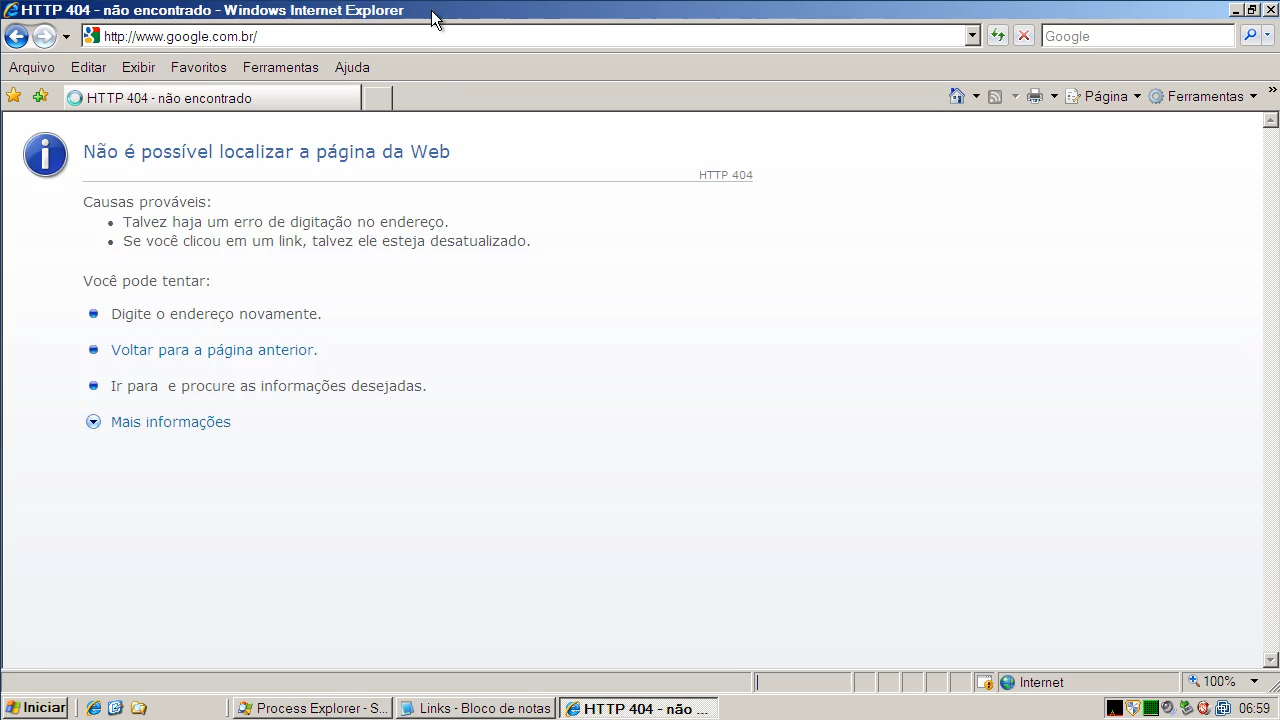 HTTP 404 - não encontrado - Windows Internet Explorer
http://www.google.com.br/
Google
Arquivo Editar Exibir Favoritos Ferramentas Ajuda
HTTP 404 - não encontrado
Página Ferramentas »
Não é possível localizar a página da Web
HTTP 404
Causas prováveis:
Talvez haja um erro de digitação no endereço.
Se você clicou em um link, talvez ele esteja desatualizado.
Você pode tentar:
Digite o endereço novamente.
Voltar para a página anterior.
Ir para  e procure as informações desejadas.
Mais informações
Internet 100%
Iniciar Process Explorer - S... Links - Bloco de notas HTTP 404 - não ... 06:59